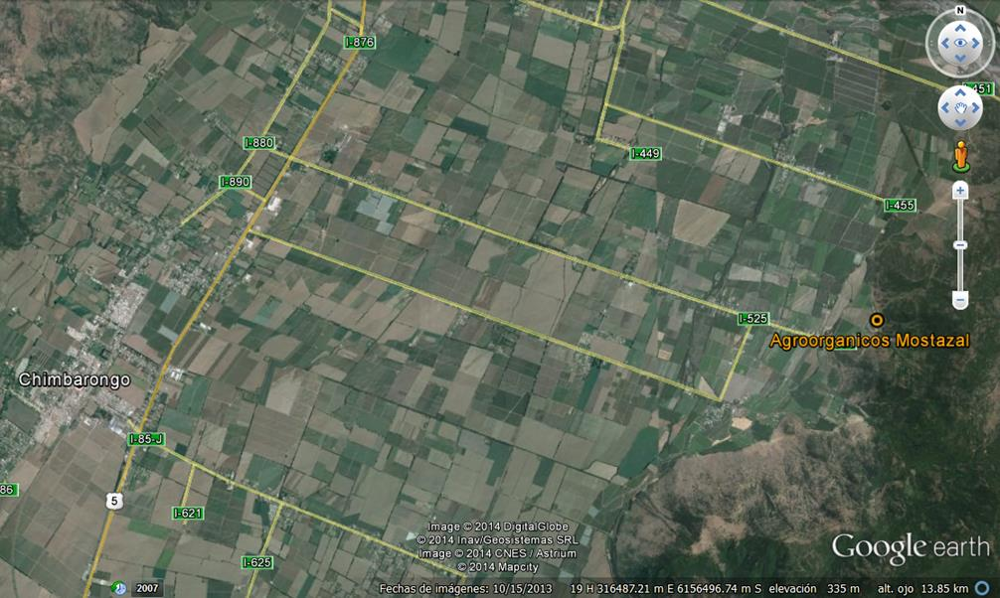 N
I-876
I-451
I-880
I-449
I-890
I-455
I-525
Agroorganicos Mostazal
Chimbarongo
I-85-J
86
5
I-621
I-625
Image © 2014 DigitalGlobe
© 2014 Inav/Geosistemas SRL
Image © 2014 CNES / Astrium
© 2014 Mapcity
Google earth
2007
Fechas de imágenes: 10/15/2013 19 H 316487.21 m E 6156496.74 m S elevación 335 m alt. ojo 13.85 km